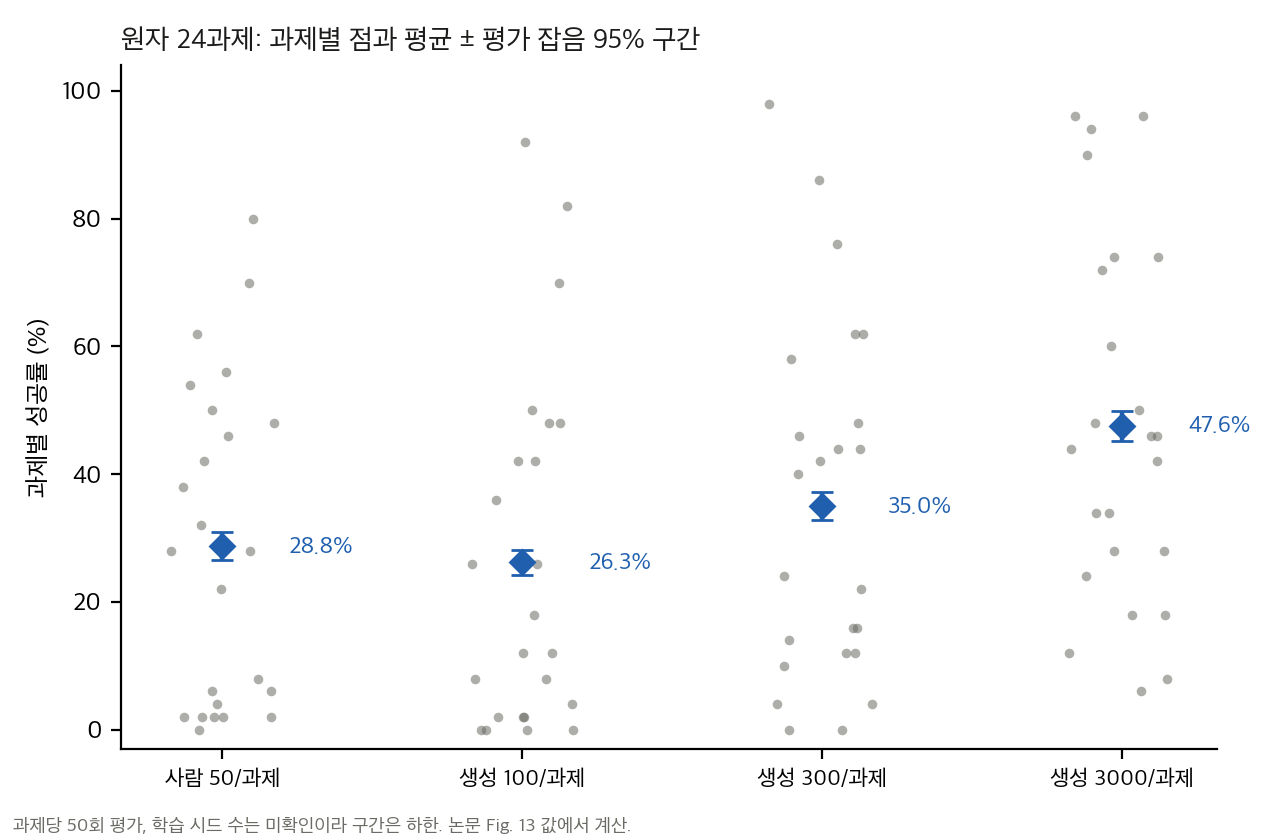 원자 24과제: 과제별 점과 평균 ± 평가 잡음 95% 구간
과제별 성공률 (%)
100
80
60
40
20
0
28.8%
26.3%
35.0%
47.6%
사람 50/과제
생성 100/과제
생성 300/과제
생성 3000/과제
과제당 50회 평가, 학습 시드 수는 미확인이라 구간은 하한. 논문 Fig. 13 값에서 계산.